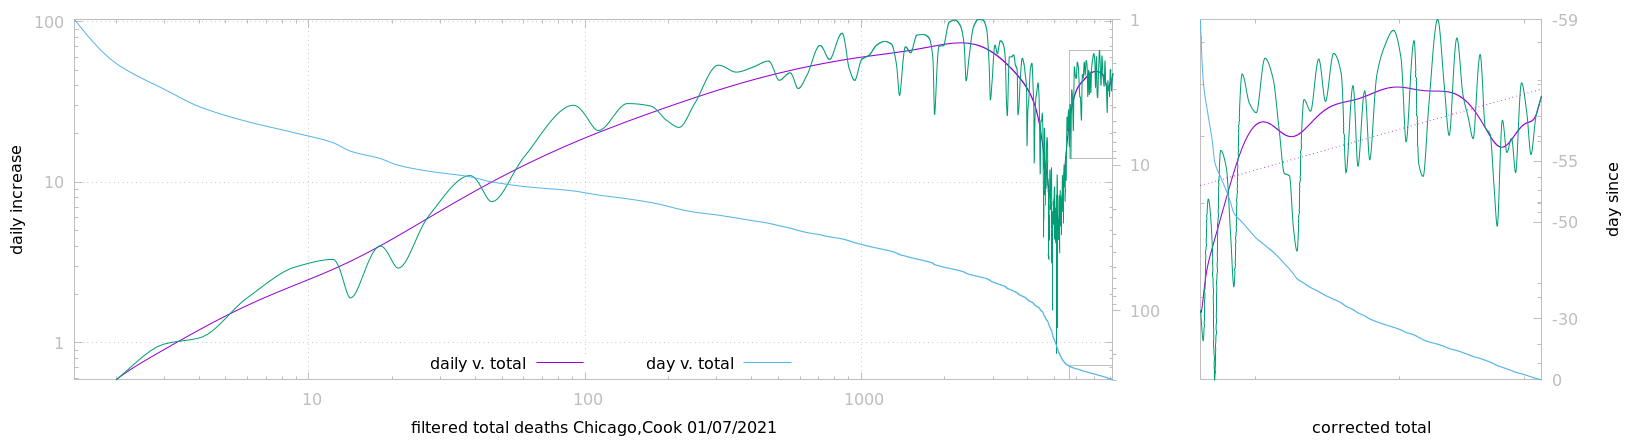 100
10
1
daily increase
10
100
1000
1
10
100
daily v. total
day v. total
filtered total deaths Chicago,Cook 01/07/2021
-59
-55
-50
-30
0
day since
corrected total